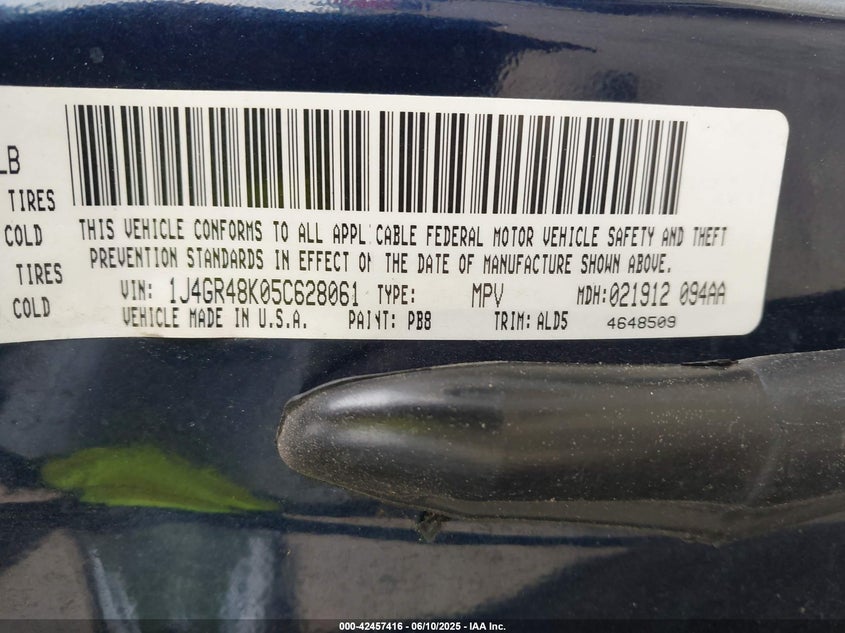 LB
TIRES
COLD
TIRES
COLD
THIS VEHICLE CONFORMS TO ALL APPL CABLE FEDERAL MOTOR VEHICLE SAFETY AND THEFT
PREVENTION STANDARDS IN EFFECT ON THE DATE OF MANUFACTURE SHOWN ABOVE.
VIN: 1J4GR48K05C628061 TYPE: MPV MDH:021912 094AA
VEHICLE MADE IN U.S.A. PAINT: PB8 TRIM: ALD5 4648509
000-42457416 - 06/10/2025 - IAA Inc.